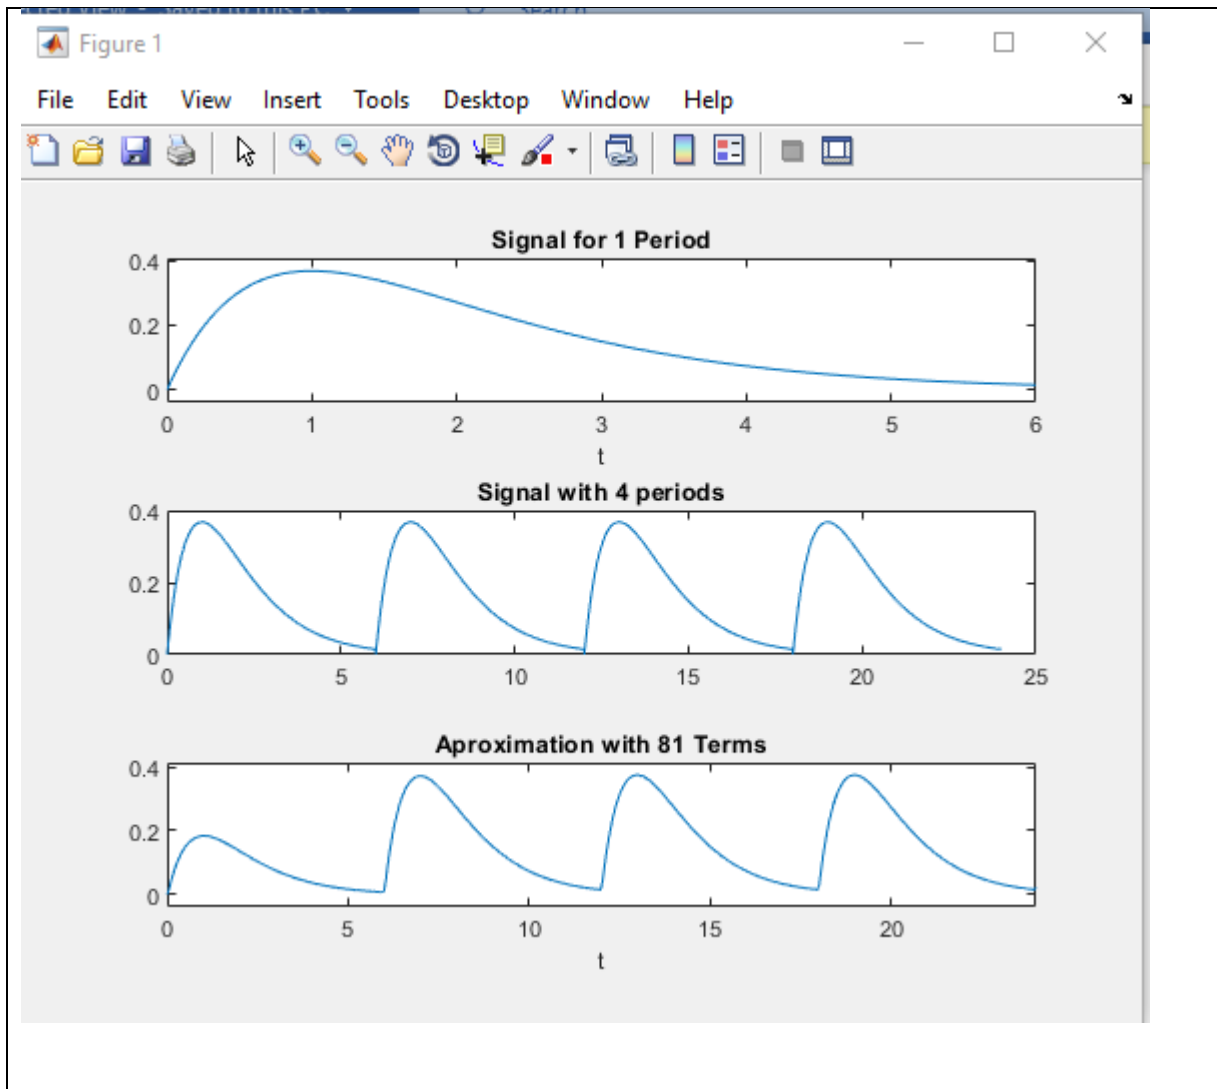 Figure 1
File Edit View Insert Tools Desktop Window Help
Signal for 1 Period
0.4
0.2
0
0 1 2 3 4 5 6
t
Signal with 4 periods
0.4
0.2
0
0 5 10 15 20 25
Aproximation with 81 Terms
0.4
0.2
0
0 5 10 15 20
t